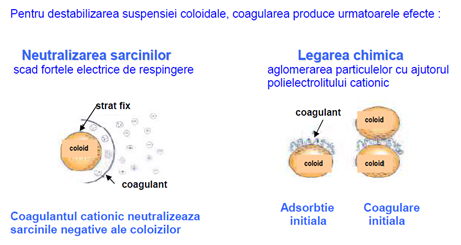 Pentru destabilizarea suspensiei coloidale, coagularea produce urmatoarele efecte :
Neutralizarea sarcinilor
scad fortele electrice de respingere
strat fix
coloid
coagulant
Coagulantul cationic neutralizeaza
sarcinile negative ale coloizilor
Legarea chimica
aglomerarea particulelor cu ajutorul
polielectrolitului cationic
coagulant
coloid
coloid
coloid
Adsorbtie
initiala
Coagulare
initiala